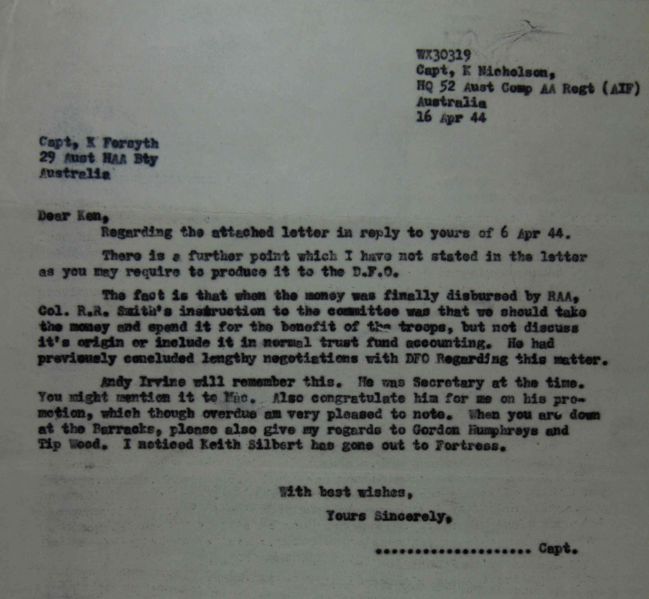 WX30319
Capt, K Nicholson,
HQ 52 Aust Comp AA Regt (AIF)
Australia
16 Apr 44
Capt, K Forsyth
29 Aust HAA Bty
Australia
Dear Ken,
Regarding the attached letter in reply to yours of 6 Apr 44.
There is a further point which I have not stated in the letter
as you may require to produce it to the D.F.O.
The fact is that when the money was finally disbursed by RAA,
Col. R.R. Smith's instruction to the committee was that we should take
the money and spend it for the benefit of the troops, but not discuss
it's origin or include it in normal trust fund accounting. He had
previously concluded lengthy negotiations with DFO Regarding this matter.
Andy Irvine will remember this. He was Secretary at the time.
You might mention it to Mac. Also congratulate him for me on his pro-
motion, which though overdue am very pleased to note. When you are down
at the Barracks, please also give my regards to Gordon Humphreys and
Tip Wood. I noticed Keith Silbert has gone out to Fortress.
With best wishes,
Yours Sincerely,
..................... Capt.